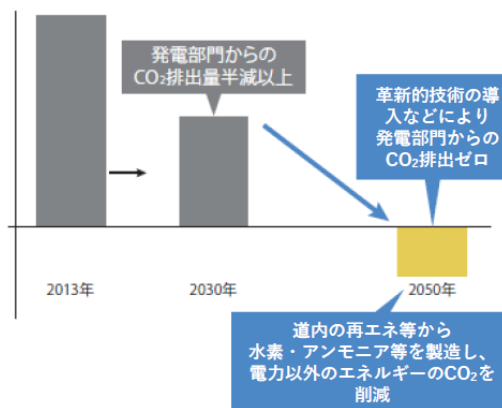 発電部門からの
CO₂排出量半減以上
革新的技術の導
入などにより
発電部門からの
CO₂排出ゼロ
2013年
2030年
2050年
道内の再エネ等から
水素・アンモニア等を製造し、
電力以外のエネルギーのCO₂を
削減